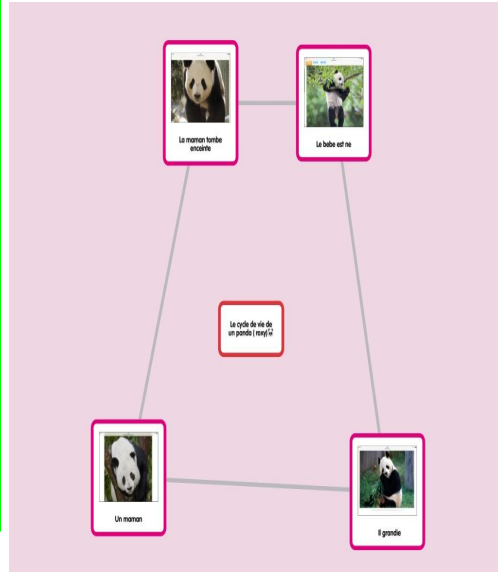 La maman tombe
enceinte
Le bebe est ne
Le cycle de vie de
un panda ( roxy)🐼
Un maman
Il grandie